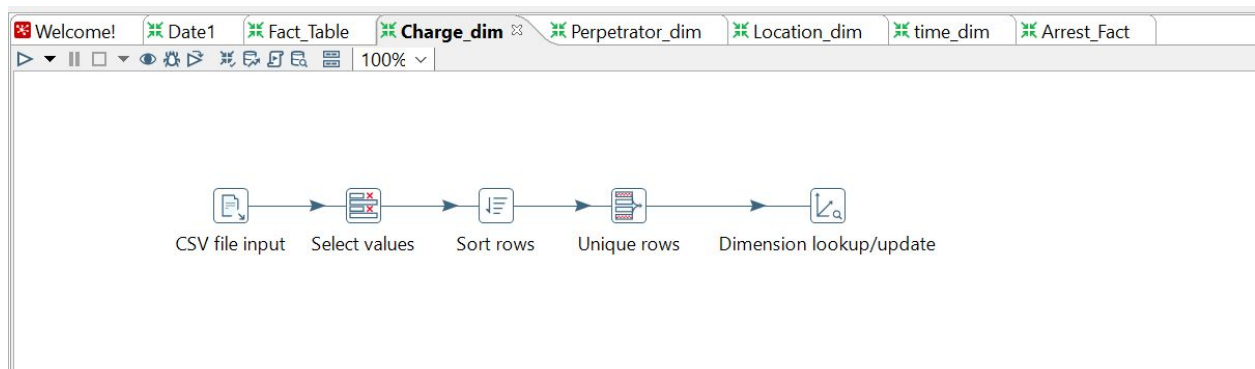 Welcome! Date1 Fact_Table Charge_dim Perpetrator_dim Location_dim time_dim Arrest_Fact
100%
CSV file input Select values Sort rows Unique rows Dimension lookup/update